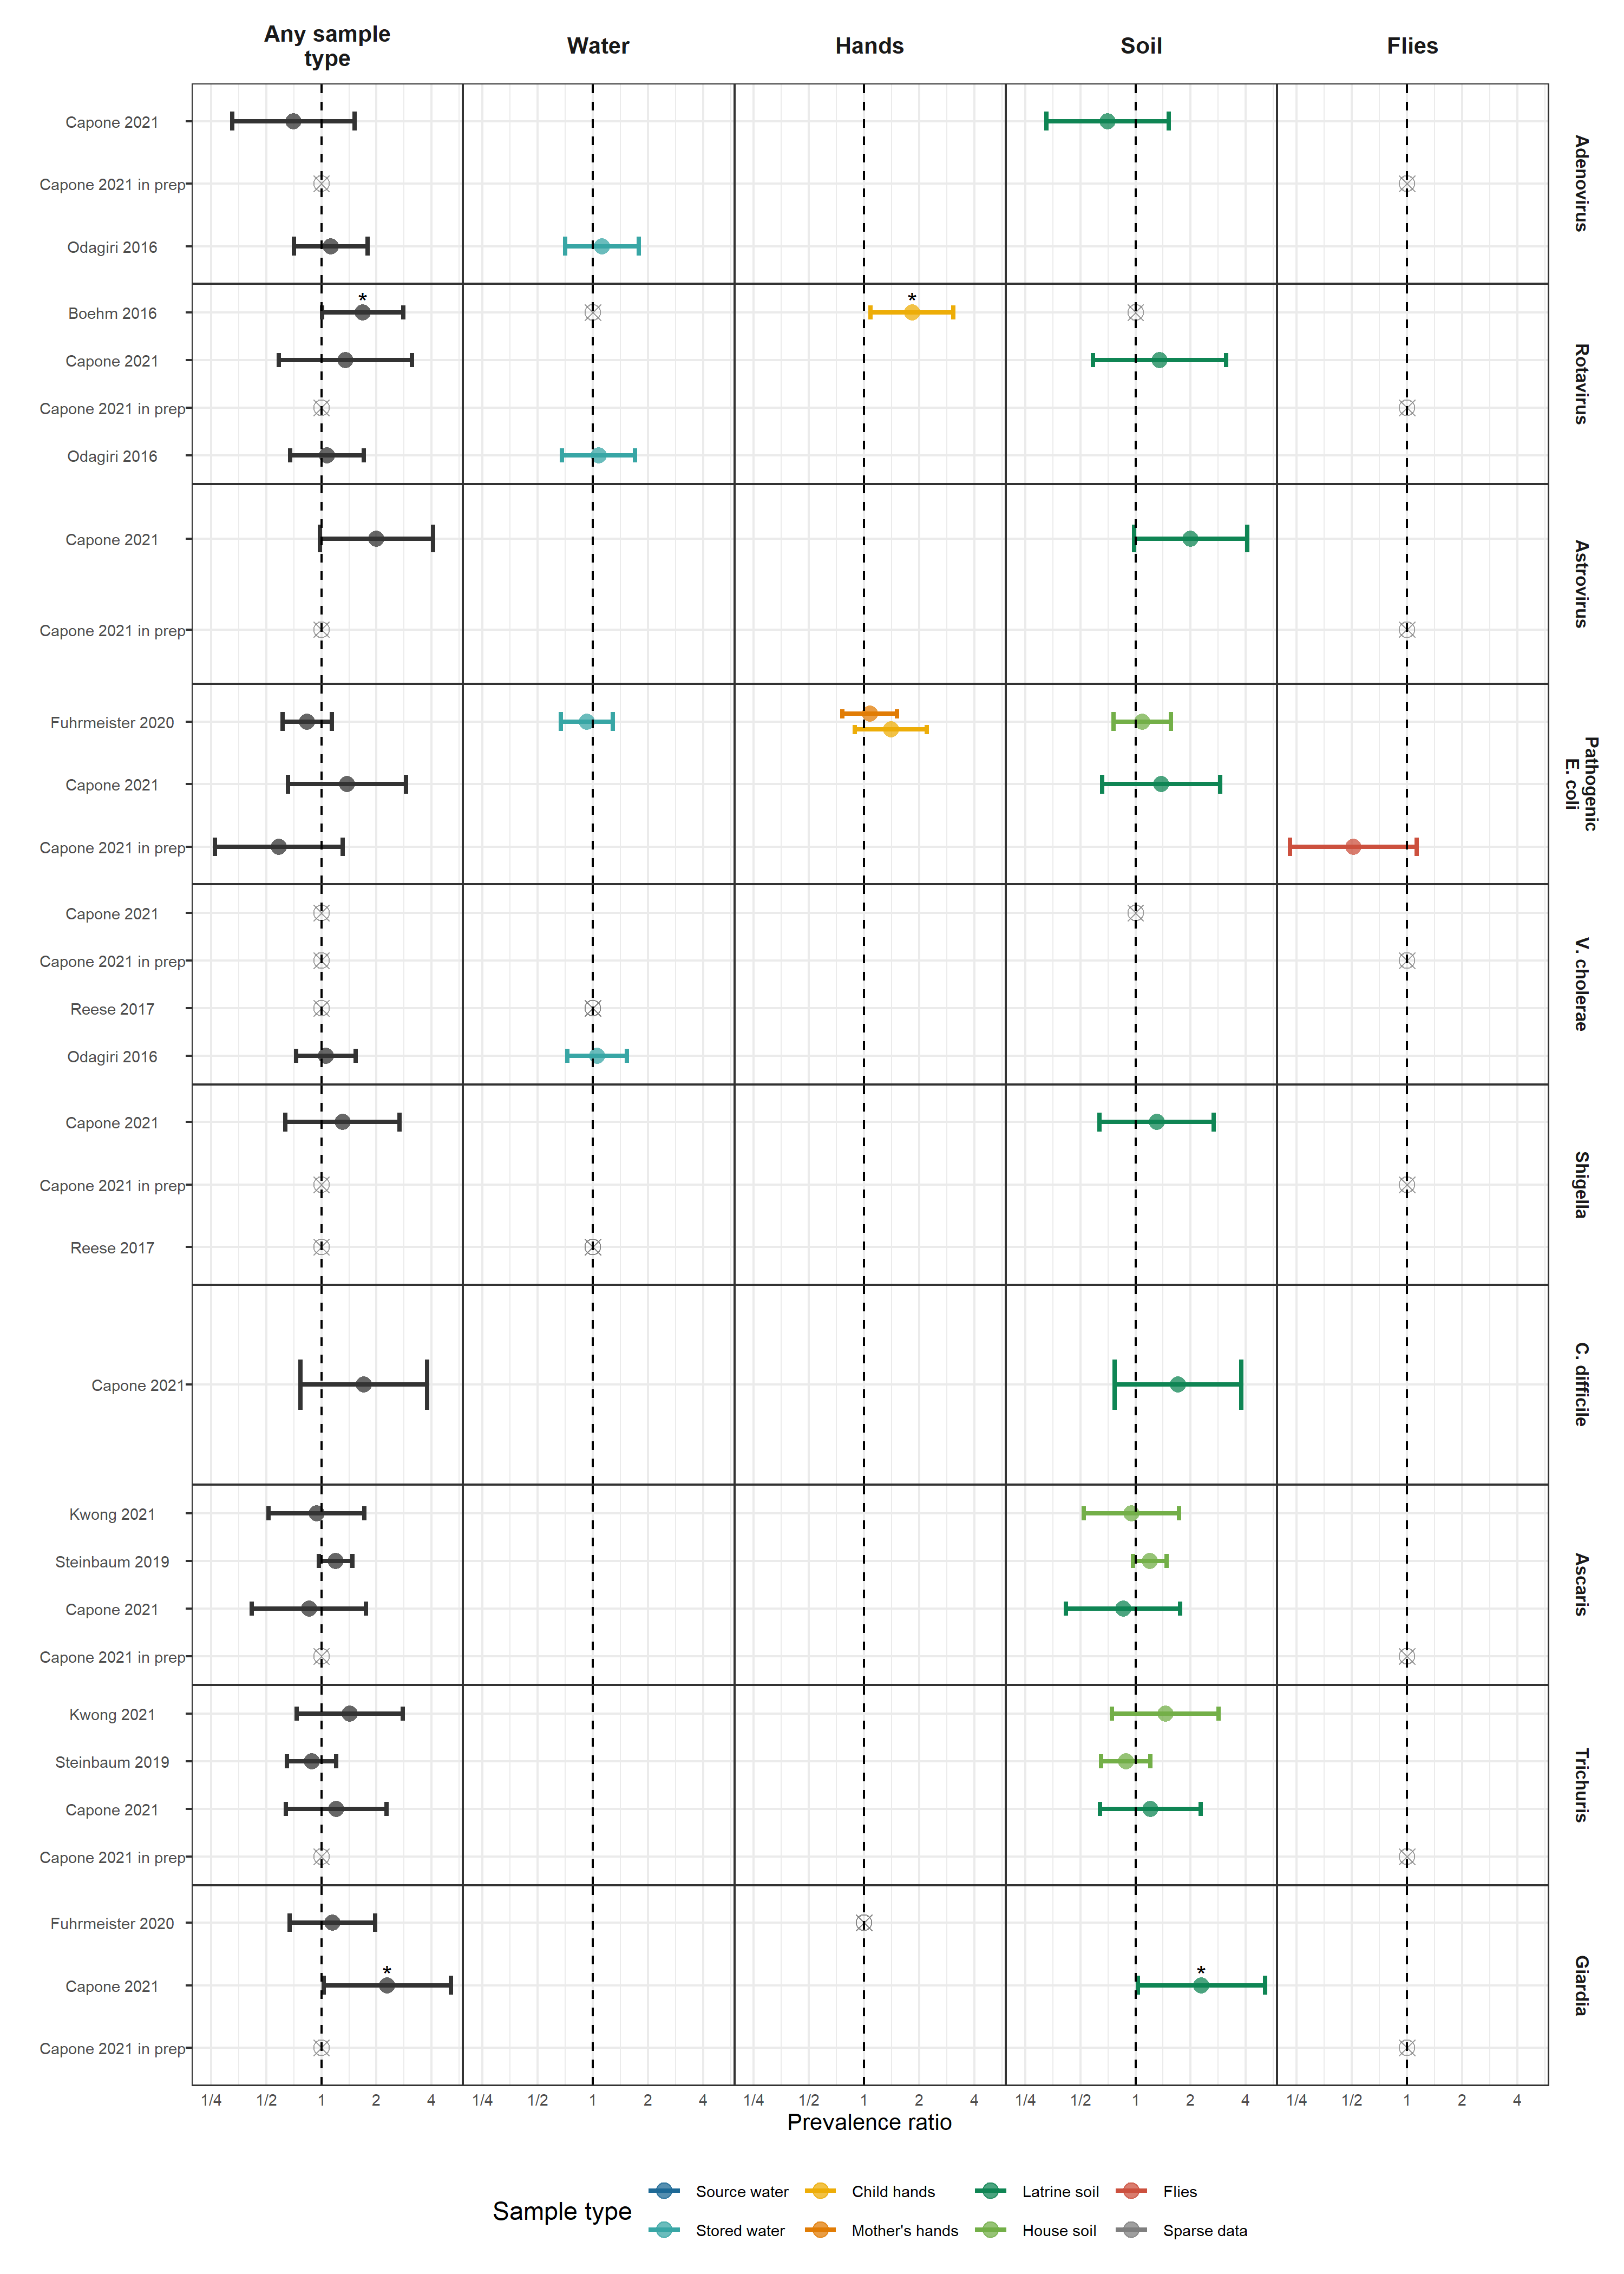 Any sample
type
Water
Hands
Soil
Flies
Capone 2021
Capone 2021 in prep
Odagiri 2016
Adenovirus
*
*
Boehm 2016
Capone 2021
Capone 2021 in prep
Odagiri 2016
Rotavirus
Capone 2021
Capone 2021 in prep
Astrovirus
Fuhrmeister 2020
Capone 2021
Capone 2021 in prep
Pathogenic
E. coli
Capone 2021
Capone 2021 in prep
Reese 2017
Odagiri 2016
V. cholerae
Capone 2021
Capone 2021 in prep
Reese 2017
Shigella
Capone 2021
C. difficile
Kwong 2021
Steinbaum 2019
Capone 2021
Capone 2021 in prep
Ascaris
Kwong 2021
Steinbaum 2019
Capone 2021
Capone 2021 in prep
Trichuris
Fuhrmeister 2020
*
*
Capone 2021
Capone 2021 in prep
Giardia
1/4 1/2 1 2 4 1/4 1/2 1 2 4 1/4 1/2 1 2 4 1/4 1/2 1 2 4 1/4 1/2 1 2 4
Prevalence ratio
Sample type
Source water Child hands Latrine soil Flies
Stored water Mother's hands House soil Sparse data